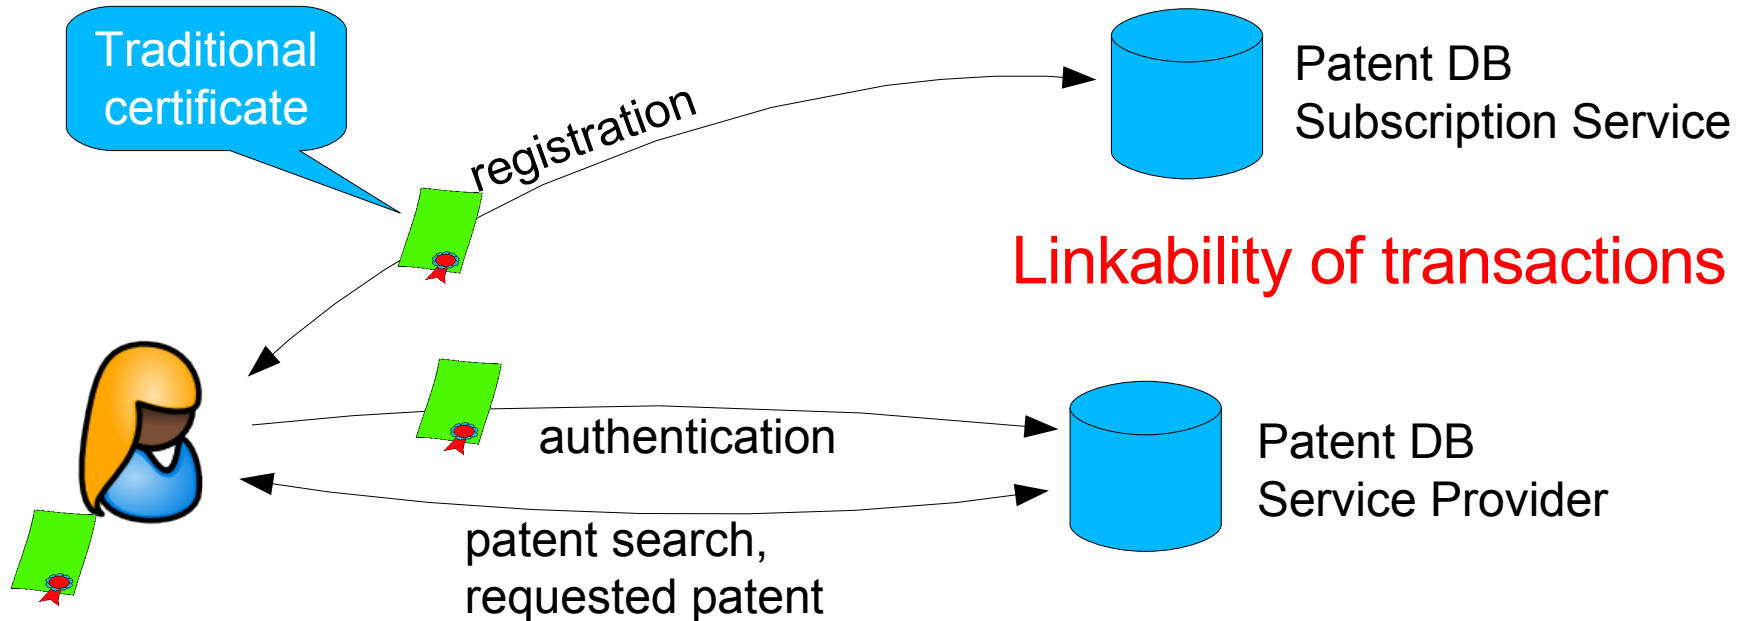 Traditional
certificate
registration
Patent DB
Subscription Service
Linkability of transactions
authentication
Patent DB
Service Provider
patent search,
requested patent